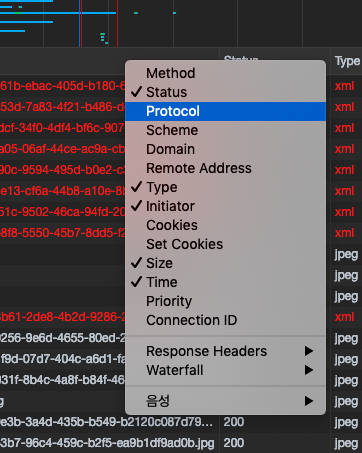 Status Type
61b-ebac-405d-b180-6 Method xml
53d-7a83-4f21-b486-d Status xml
dcf-34f0-4df4-bf6c-907 Protocol xml
a05-06af-44ce-ac9a-cb Scheme xml
90c-9594-495d-b0e2-c3 Domain xml
e13-cf6a-44b8-a10e-8b Remote Address xml
51c-9502-46ca-94fd-20 Type xml
8f8-5550-45b7-8dd5-f2 Initiator xml
Cookies jpeg
Set Cookies jpeg
Size jpeg
Time xml
b61-2de8-4b2d-9286-2 Priority
0256-9e6d-4655-80ed-2 Connection ID jpeg
f9d-07d7-404c-a6d1-fa Response Headers jpeg
031f-8b4c-4a8f-b84f-46 Waterfall jpeg
g 음성 jpeg
e3b-3a4d-435b-b549-b2120c087d79... 200 jpeg
3b7-96c4-459c-b2f5-ea9b1df9ad0b.jpg 200 jpeg